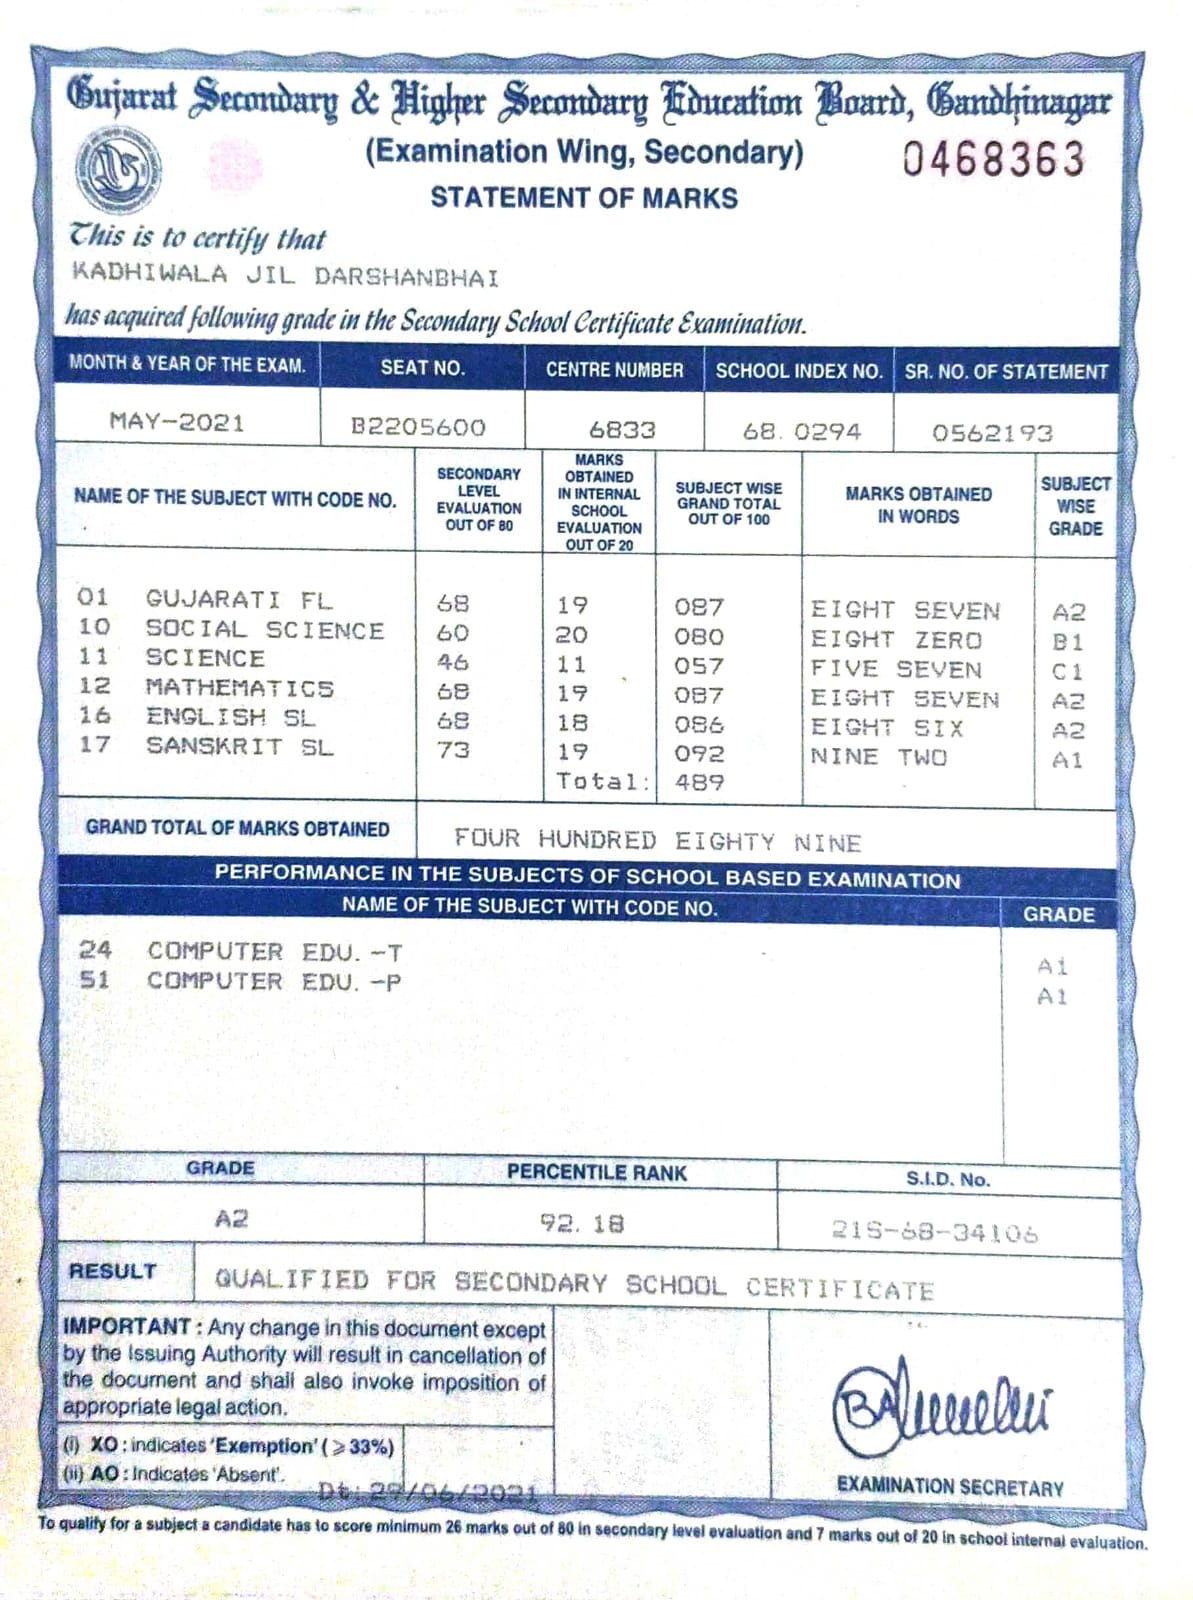 Gujarat Secondary & Higher Secondary Education Board, Gandhinagar
(Examination Wing, Secondary)
0468363
STATEMENT OF MARKS
This is to certify that
KADHIWALA JIL DARSHANBHAI
has acquired following grade in the Secondary School Certificate Examination.
MONTH & YEAR OF THE EXAM. SEAT NO. CENTRE NUMBER SCHOOL INDEX NO. SR. NO. OF STATEMENT
MAY-2021 B2205600 6833 68.0294 0562193
NAME OF THE SUBJECT WITH CODE NO. SECONDARY LEVEL EVALUATION OUT OF 80 MARKS OBTAINED IN INTERNAL SCHOOL EVALUATION OUT OF 20 SUBJECT WISE GRAND TOTAL OUT OF 100 MARKS OBTAINED IN WORDS SUBJECT WISE GRADE
01 GUJARATI FL 68 19 087 EIGHT SEVEN A2
10 SOCIAL SCIENCE 60 20 080 EIGHT ZERO B1
11 SCIENCE 46 11 057 FIVE SEVEN C1
12 MATHEMATICS 68 19 087 EIGHT SEVEN A2
16 ENGLISH SL 68 18 086 EIGHT SIX A2
17 SANSKRIT SL 73 19 092 NINE TWO A1
Total: 489
GRAND TOTAL OF MARKS OBTAINED FOUR HUNDRED EIGHTY NINE
PERFORMANCE IN THE SUBJECTS OF SCHOOL BASED EXAMINATION
NAME OF THE SUBJECT WITH CODE NO. GRADE
24 COMPUTER EDU.-T A1
51 COMPUTER EDU.-P A1
GRADE PERCENTILE RANK S.I.D. No.
A2 92.18 21S-68-34106
RESULT QUALIFIED FOR SECONDARY SCHOOL CERTIFICATE
IMPORTANT : Any change in this document except
by the Issuing Authority will result in cancellation of
the document and shall also invoke imposition of
appropriate legal action.
(i) XO : indicates 'Exemption' (⩾33%)
(ii) AO : Indicates 'Absent'.
Dt: 29/06/2021
EXAMINATION SECRETARY
To qualify for a subject a candidate has to score minimum 26 marks out of 80 in secondary level evaluation and 7 marks out of 20 in school internal evaluation.